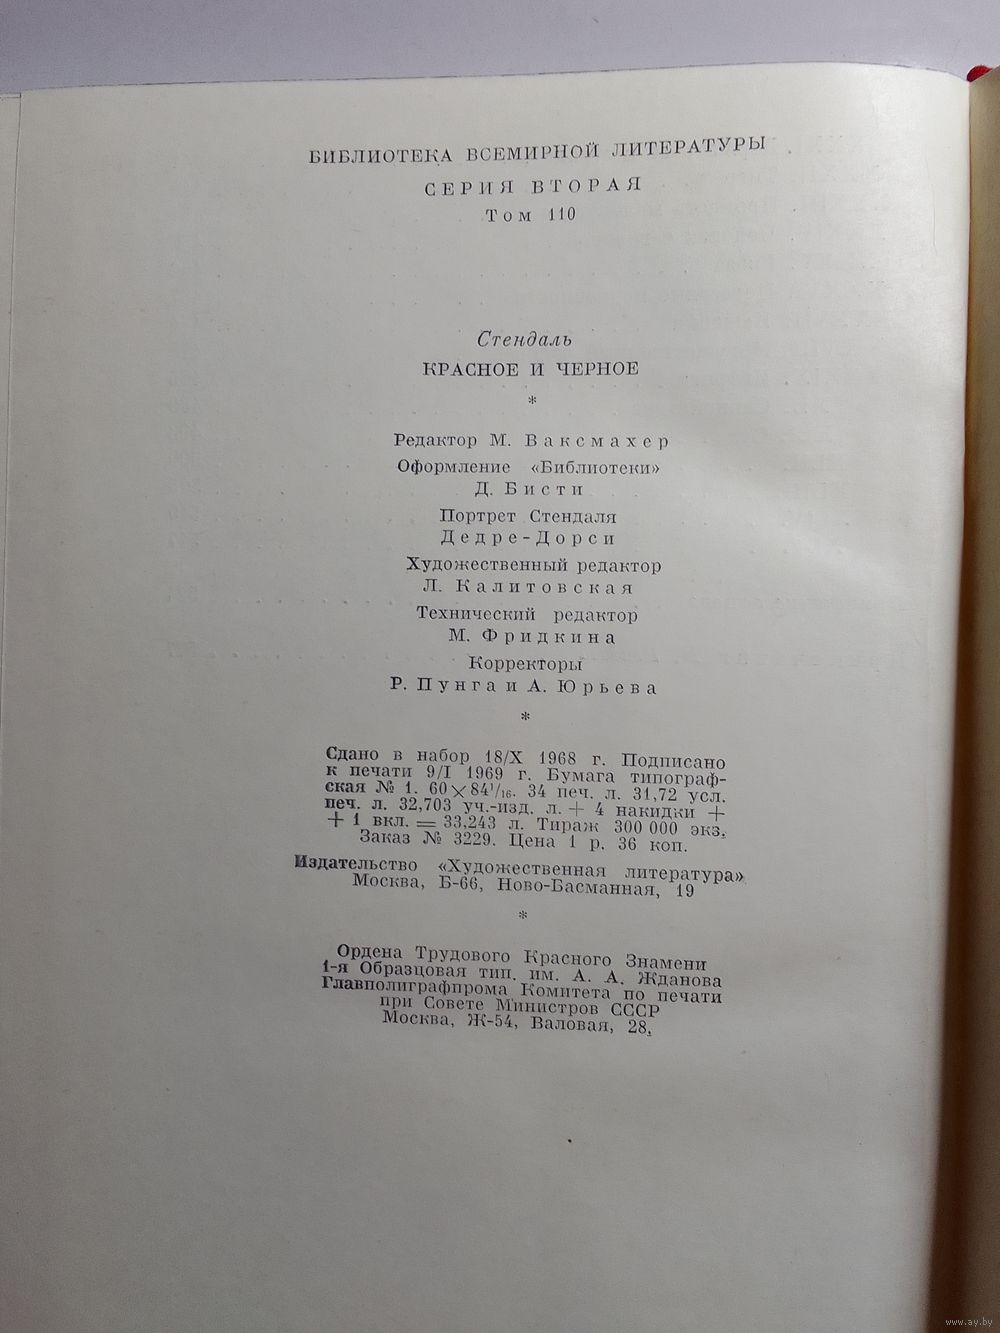 БИБЛИОТЕКА ВСЕМИРНОЙ ЛИТЕРАТУРЫ
СЕРИЯ ВТОРАЯ
Том 110
Стендаль
КРАСНОЕ И ЧЕРНОЕ
*
Редактор М. Ваксмахер
Оформление «Библиотеки»
Д. Бисти
Портрет Стендаля
Дедре-Дорси
Художественный редактор
Л. Калитовская
Технический редактор
М. Фридкина
Корректоры
Р. Пунга и А. Юрьева
*
Сдано в набор 18/X 1968 г. Подписано
к печати 9/I 1969 г. Бумага типограф-
ская № 1. 60×84¹/₁₆. 34 печ. л. 31,72 усл.
печ. л. 32,703 уч.-изд. л. + 4 накидки +
+ 1 вкл. = 33,243 л. Тираж 300 000 экз.
Заказ № 3229. Цена 1 р. 36 коп.
Издательство «Художественная литература»
Москва, Б-66, Ново-Басманная, 19
*
Ордена Трудового Красного Знамени
1-я Образцовая тип. им. А. А. Жданова
Главполиграфпрома Комитета по печати
при Совете Министров СССР
Москва, Ж-54, Валовая, 28.
www.ay.by